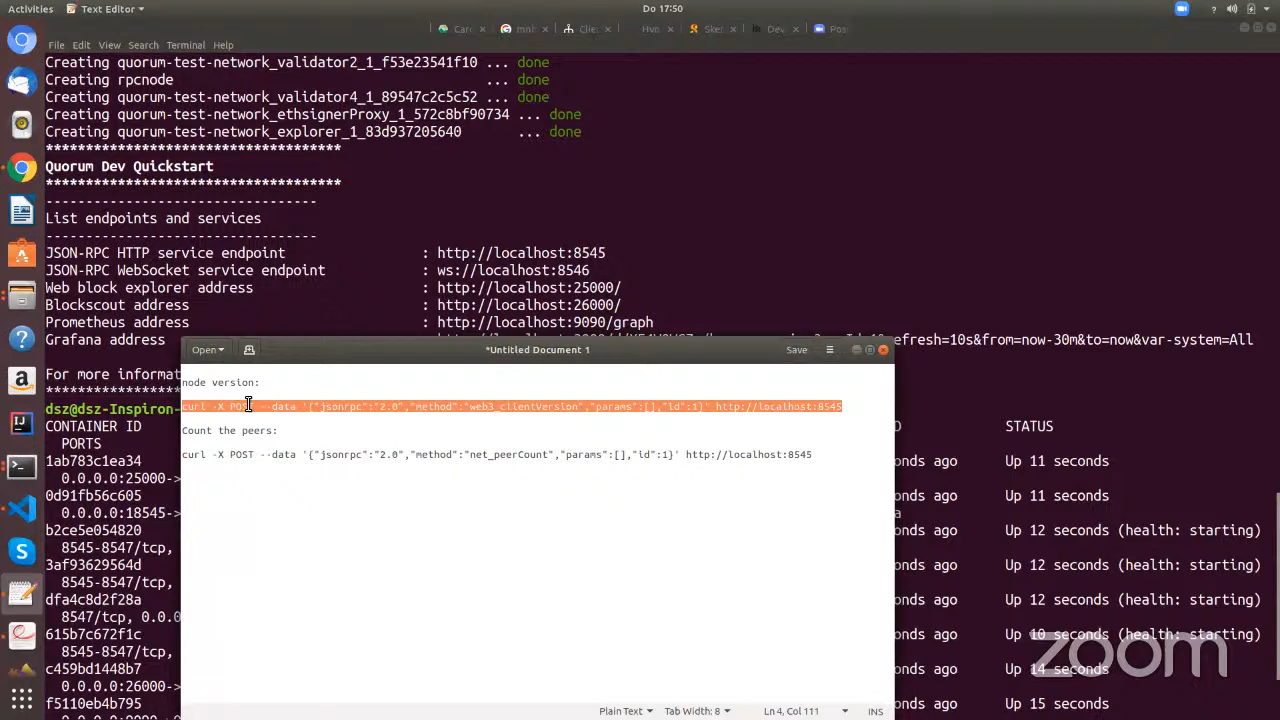 Activities Text Editor Do 17:50 ?
Care mnh Clie Hvo Ske Dev Pos
File Edit View Search Terminal Help
Creating quorum-test-network_validator2_1_f53e23541f10 ... done
Creating rpcnode ... done
Creating quorum-test-network_validator4_1_89547c2c5c52 ... done
Creating quorum-test-network_ethsignerProxy_1_572c8bf90734 ... done
Creating quorum-test-network_explorer_1_83d937205640 ... done
*************************************
Quorum Dev Quickstart
*************************************
----------------------------------
List endpoints and services
----------------------------------
JSON-RPC HTTP service endpoint : http://localhost:8545
JSON-RPC WebSocket service endpoint : ws://localhost:8546
Web block explorer address : http://localhost:25000/
Blockscout address : http://localhost:26000/
Prometheus address : http://localhost:9090/graph
Grafana address refresh=10s&from=now-30m&to=now&var-system=All
For more informat
dsz@dsz-Inspiron-
CONTAINER ID D STATUS
PORTS
1ab783c1ea34 onds ago Up 11 seconds
0.0.0.0:25000->
0d91fb56c605 onds ago Up 11 seconds
0.0.0.0:18545-> a
b2ce5e054820 onds ago Up 12 seconds (health: starting)
8545-8547/tcp,
3af93629564d onds ago Up 12 seconds (health: starting)
8545-8547/tcp,
dfa4c8d2f28a onds ago Up 12 seconds (health: starting)
8547/tcp, 0.0.0
615b7c672f1c onds ago Up 10 seconds (health: starting)
8545-8547/tcp,
c459bd1448b7 onds ago Up 14 seconds
0.0.0.0:26000->
f5110eb4b795 onds ago Up 15 seconds
Open *Untitled Document 1 Save
node version:
curl -X POST --data '{"jsonrpc":"2.0","method":"web3_clientVersion","params":[],"id":1}' http://localhost:8545
Count the peers:
curl -X POST --data '{"jsonrpc":"2.0","method":"net_peerCount","params":[],"id":1}' http://localhost:8545
Plain Text Tab Width: 8 Ln 4, Col 111 INS
zoom